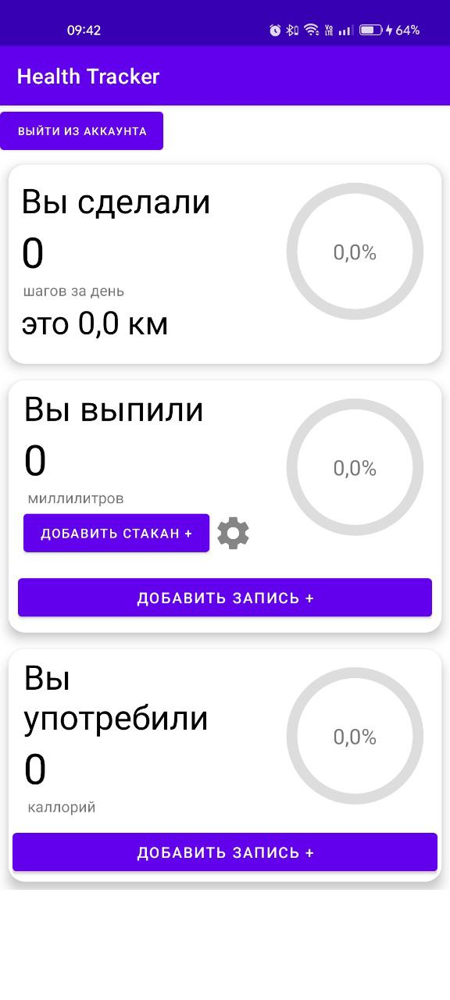 09:42
Vo LTE 64%
Health Tracker
ВЫЙТИ ИЗ АККАУНТА
Вы сделали
0
шагов за день
это 0,0 км
0,0%
Вы выпили
0
миллилитров
0,0%
ДОБАВИТЬ СТАКАН +
ДОБАВИТЬ ЗАПИСЬ +
Вы
употребили
0
каллорий
0,0%
ДОБАВИТЬ ЗАПИСЬ +